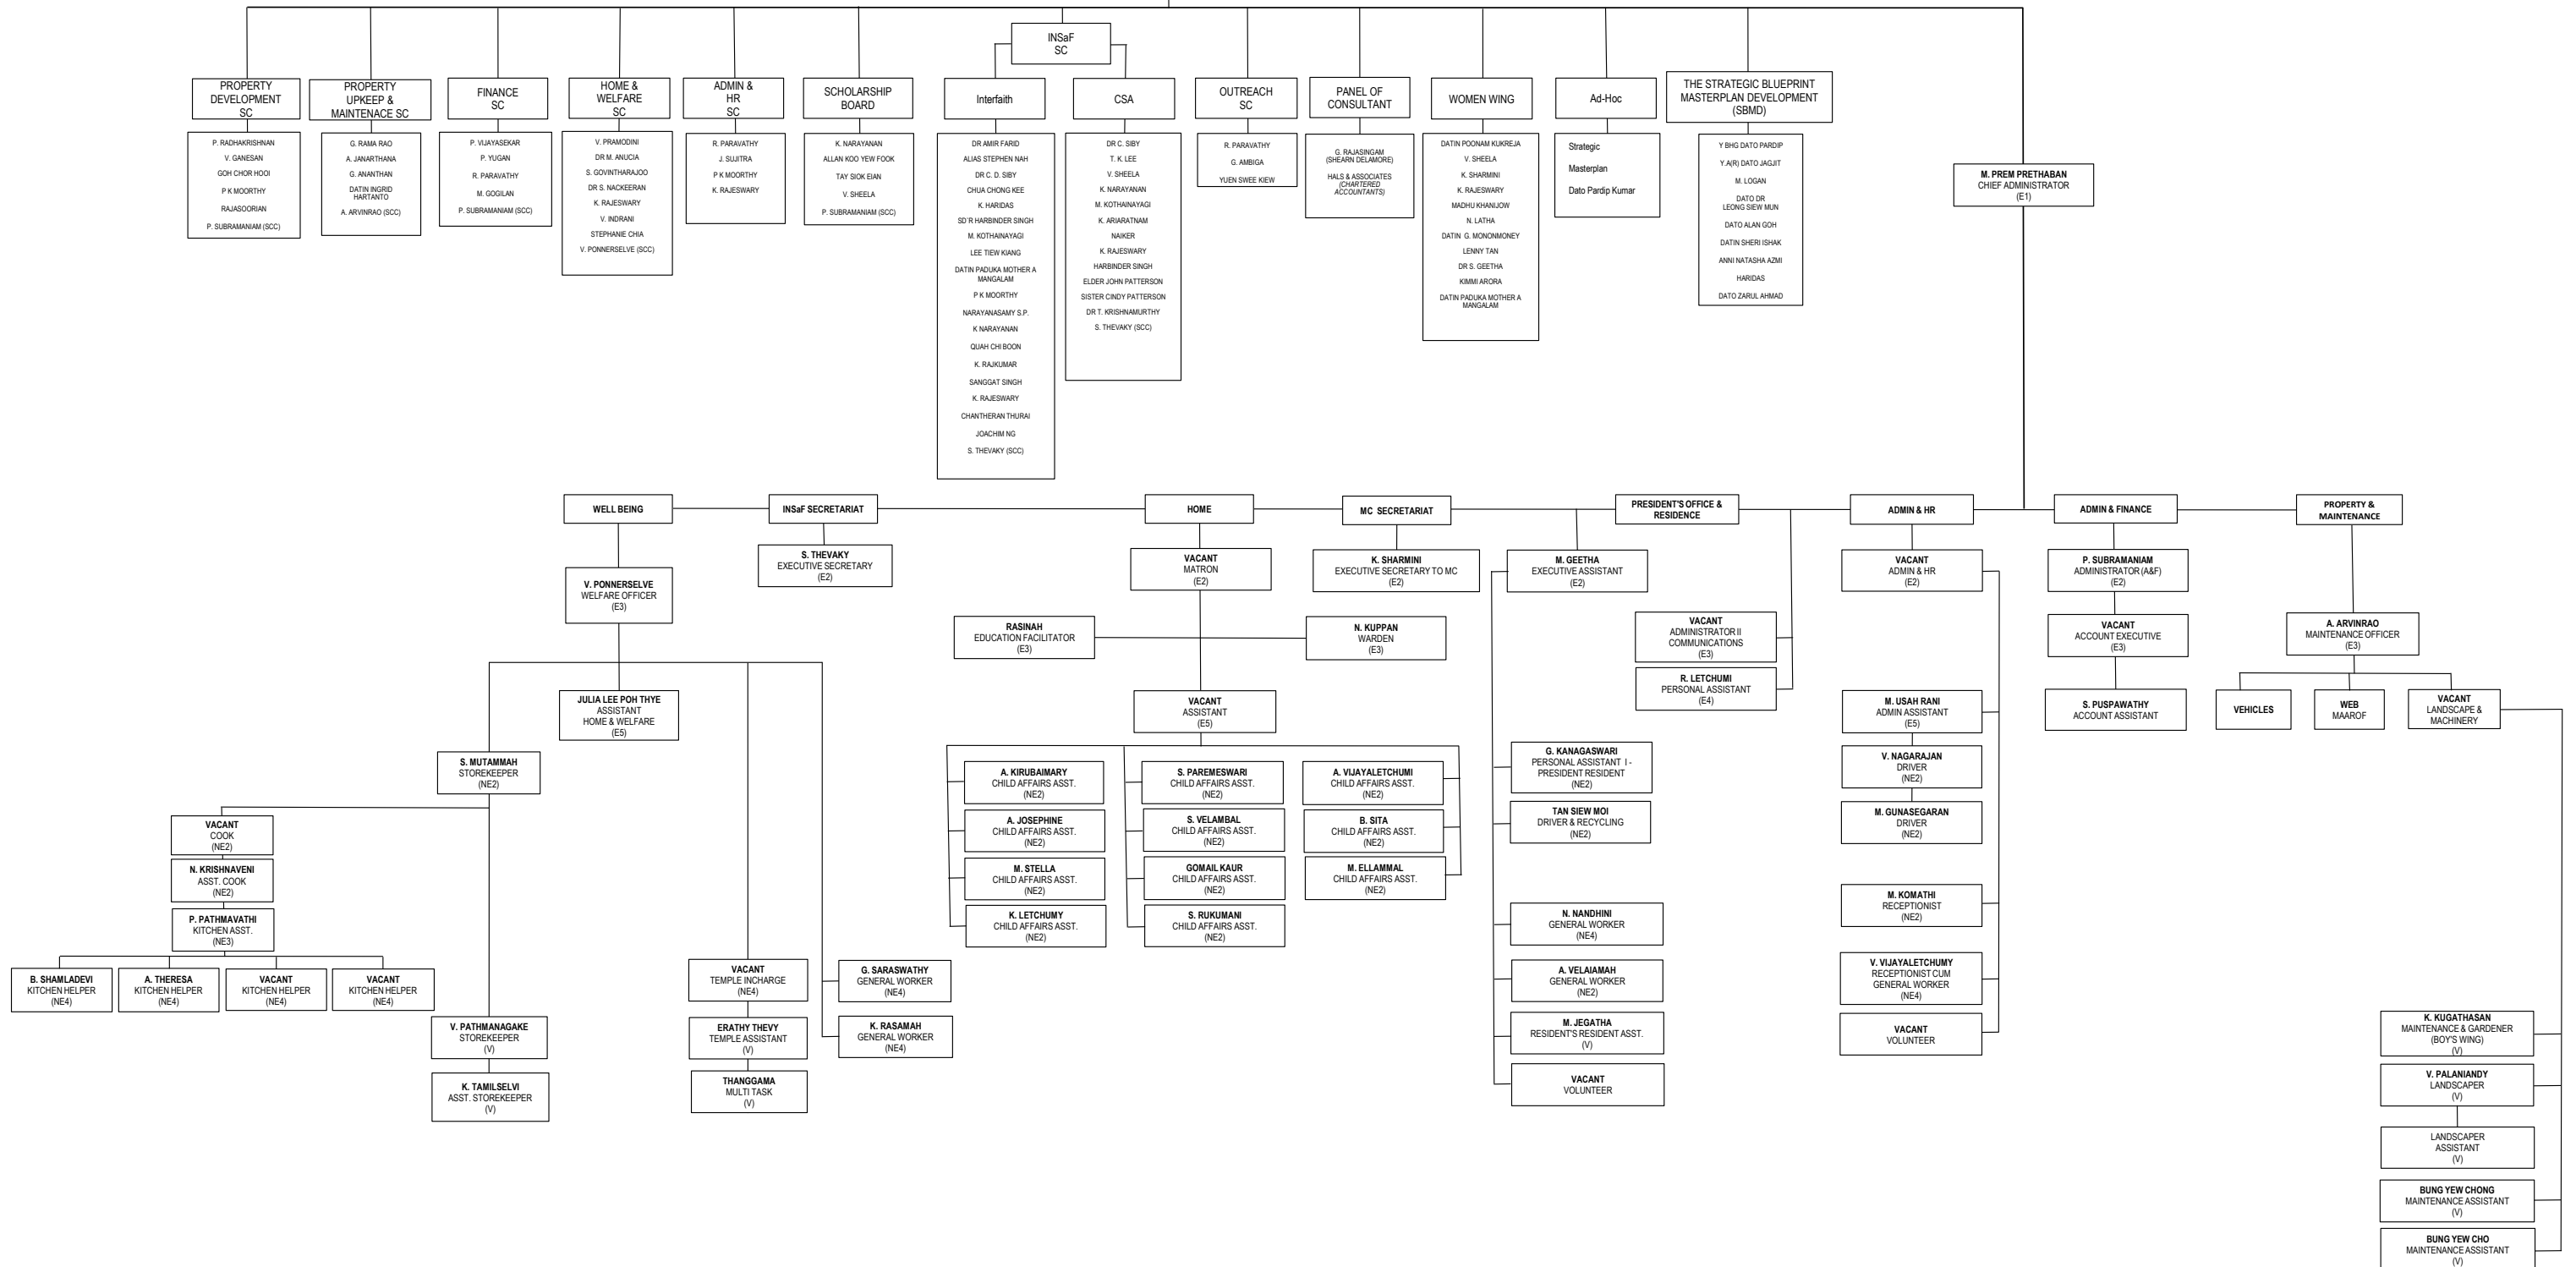 INSaF
SC
PROPERTY
DEVELOPMENT
SC
P. RADHAKRISHNAN
V. GANESAN
GOH CHOR HOOI
P K MOORTHY
RAJASOORIAN
P. SUBRAMANIAM (SCC)
PROPERTY
UPKEEP &
MAINTENACE SC
G. RAMA RAO
A. JANARTHANA
G. ANANTHAN
DATIN INGRID
HARTANTO
A. ARVINRAO (SCC)
FINANCE
SC
P. VIJAYASEKAR
P. YUGAN
R. PARAVATHY
M. GOGILAN
P. SUBRAMANIAM (SCC)
HOME &
WELFARE
SC
V. PRAMODINI
DR M. ANUCIA
S. GOVINTHARAJOO
DR S. NACKEERAN
K. RAJESWARY
V. INDRANI
STEPHANIE CHIA
V. PONNERSELVE (SCC)
ADMIN &
HR
SC
R. PARAVATHY
J. SUJITRA
P K MOORTHY
K. RAJESWARY
SCHOLARSHIP
BOARD
K. NARAYANAN
ALLAN KOO YEW FOOK
TAY SIOK EIAN
V. SHEELA
P. SUBRAMANIAM (SCC)
Interfaith
DR AMIR FARID
ALIAS STEPHEN NAH
DR C. D. SIBY
CHUA CHONG KEE
K. HARIDAS
SD'R HARBINDER SINGH
M. KOTHAINAYAGI
LEE TIEW KIANG
DATIN PADUKA MOTHER A
MANGALAM
P K MOORTHY
NARAYANASAMY S.P.
K NARAYANAN
QUAH CHI BOON
K. RAJKUMAR
SANGGAT SINGH
K. RAJESWARY
CHANTHERAN THURAI
JOACHIM NG
S. THEVAKY (SCC)
CSA
DR C. SIBY
T. K. LEE
V. SHEELA
K. NARAYANAN
M. KOTHAINAYAGI
K. ARIARATNAM
NAIKER
K. RAJESWARY
HARBINDER SINGH
ELDER JOHN PATTERSON
SISTER CINDY PATTERSON
DR T. KRISHNAMURTHY
S. THEVAKY (SCC)
OUTREACH
SC
R. PARAVATHY
G. AMBIGA
YUEN SWEE KIEW
PANEL OF
CONSULTANT
G. RAJASINGAM
(SHEARN DELAMORE)
HALS & ASSOCIATES
(CHARTERED
ACCOUNTANTS)
WOMEN WING
DATIN POONAM KUKREJA
V. SHEELA
K. SHARMINI
K. RAJESWARY
MADHU KHANIJOW
N. LATHA
DATIN G. MONONMONEY
LENNY TAN
DR S. GEETHA
KIMMI ARORA
DATIN PADUKA MOTHER A
MANGALAM
Ad-Hoc
Strategic
Masterplan
Dato Pardip Kumar
THE STRATEGIC BLUEPRINT
MASTERPLAN DEVELOPMENT
(SBMD)
Y BHG DATO PARDIP
Y.A(R) DATO JAGJIT
M. LOGAN
DATO DR
LEONG SIEW MUN
DATO ALAN GOH
DATIN SHERI ISHAK
ANNI NATASHA AZMI
HARIDAS
DATO ZARUL AHMAD
M. PREM PRETHABAN
CHIEF ADMINISTRATOR
(E1)
WELL BEING
V. PONNERSELVE
WELFARE OFFICER
(E3)
JULIA LEE POH THYE
ASSISTANT
HOME & WELFARE
(E5)
S. MUTAMMAH
STOREKEEPER
(NE2)
VACANT
COOK
(NE2)
N. KRISHNAVENI
ASST. COOK
(NE2)
P. PATHMAVATHI
KITCHEN ASST.
(NE3)
B. SHAMLADEVI
KITCHEN HELPER
(NE4)
A. THERESA
KITCHEN HELPER
(NE4)
VACANT
KITCHEN HELPER
(NE4)
VACANT
KITCHEN HELPER
(NE4)
V. PATHMANAGAKE
STOREKEEPER
(V)
K. TAMILSELVI
ASST. STOREKEEPER
(V)
VACANT
TEMPLE INCHARGE
(NE4)
ERATHY THEVY
TEMPLE ASSISTANT
(V)
THANGGAMA
MULTI TASK
(V)
G. SARASWATHY
GENERAL WORKER
(NE4)
K. RASAMAH
GENERAL WORKER
(NE4)
INSaF SECRETARIAT
S. THEVAKY
EXECUTIVE SECRETARY
(E2)
HOME
VACANT
MATRON
(E2)
RASINAH
EDUCATION FACILITATOR
(E3)
N. KUPPAN
WARDEN
(E3)
VACANT
ASSISTANT
(E5)
A. KIRUBAIMARY
CHILD AFFAIRS ASST.
(NE2)
A. JOSEPHINE
CHILD AFFAIRS ASST.
(NE2)
M. STELLA
CHILD AFFAIRS ASST.
(NE2)
K. LETCHUMY
CHILD AFFAIRS ASST.
(NE2)
S. PAREMESWARI
CHILD AFFAIRS ASST.
(NE2)
S. VELAMBAL
CHILD AFFAIRS ASST.
(NE2)
GOMAIL KAUR
CHILD AFFAIRS ASST.
(NE2)
S. RUKUMANI
CHILD AFFAIRS ASST.
(NE2)
A. VIJAYALETCHUMI
CHILD AFFAIRS ASST.
(NE2)
B. SITA
CHILD AFFAIRS ASST.
(NE2)
M. ELLAMMAL
CHILD AFFAIRS ASST.
(NE2)
MC SECRETARIAT
K. SHARMINI
EXECUTIVE SECRETARY TO MC
(E2)
PRESIDENT'S OFFICE &
RESIDENCE
M. GEETHA
EXECUTIVE ASSISTANT
(E2)
VACANT
ADMINISTRATOR II
COMMUNICATIONS
(E3)
R. LETCHUMI
PERSONAL ASSISTANT
(E4)
G. KANAGASWARI
PERSONAL ASSISTANT I -
PRESIDENT RESIDENT
(NE2)
TAN SIEW MOI
DRIVER & RECYCLING
(NE2)
N. NANDHINI
GENERAL WORKER
(NE4)
A. VELAIAMAH
GENERAL WORKER
(NE2)
M. JEGATHA
RESIDENT'S RESIDENT ASST.
(V)
VACANT
VOLUNTEER
ADMIN & HR
VACANT
ADMIN & HR
(E2)
M. USAH RANI
ADMIN ASSISTANT
(E5)
V. NAGARAJAN
DRIVER
(NE2)
M. GUNASEGARAN
DRIVER
(NE2)
M. KOMATHI
RECEPTIONIST
(NE2)
V. VIJAYALETCHUMY
RECEPTIONIST CUM
GENERAL WORKER
(NE4)
VACANT
VOLUNTEER
ADMIN & FINANCE
P. SUBRAMANIAM
ADMINISTRATOR (A&F)
(E2)
VACANT
ACCOUNT EXECUTIVE
(E3)
S. PUSPAWATHY
ACCOUNT ASSISTANT
PROPERTY &
MAINTENANCE
A. ARVINRAO
MAINTENANCE OFFICER
(E3)
VEHICLES
WEB
MAAROF
VACANT
LANDSCAPE &
MACHINERY
K. KUGATHASAN
MAINTENANCE & GARDENER
(BOY'S WING)
(V)
V. PALANIANDY
LANDSCAPER
(V)
LANDSCAPER
ASSISTANT
(V)
BUNG YEW CHONG
MAINTENANCE ASSISTANT
(V)
BUNG YEW CHO
MAINTENANCE ASSISTANT
(V)